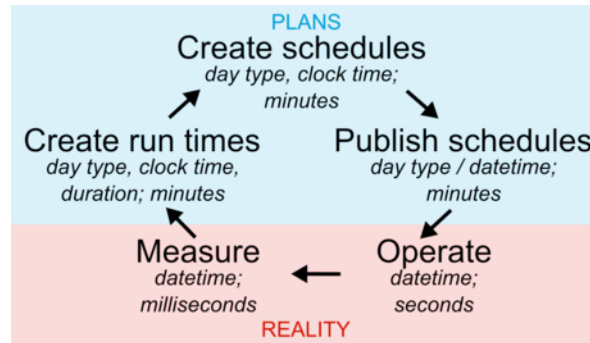 PLANS
Create schedules
day type, clock time;
minutes
Create run times
day type, clock time,
duration; minutes
Publish schedules
day type / datetime;
minutes
Measure
datetime;
milliseconds
Operate
datetime;
seconds
REALITY